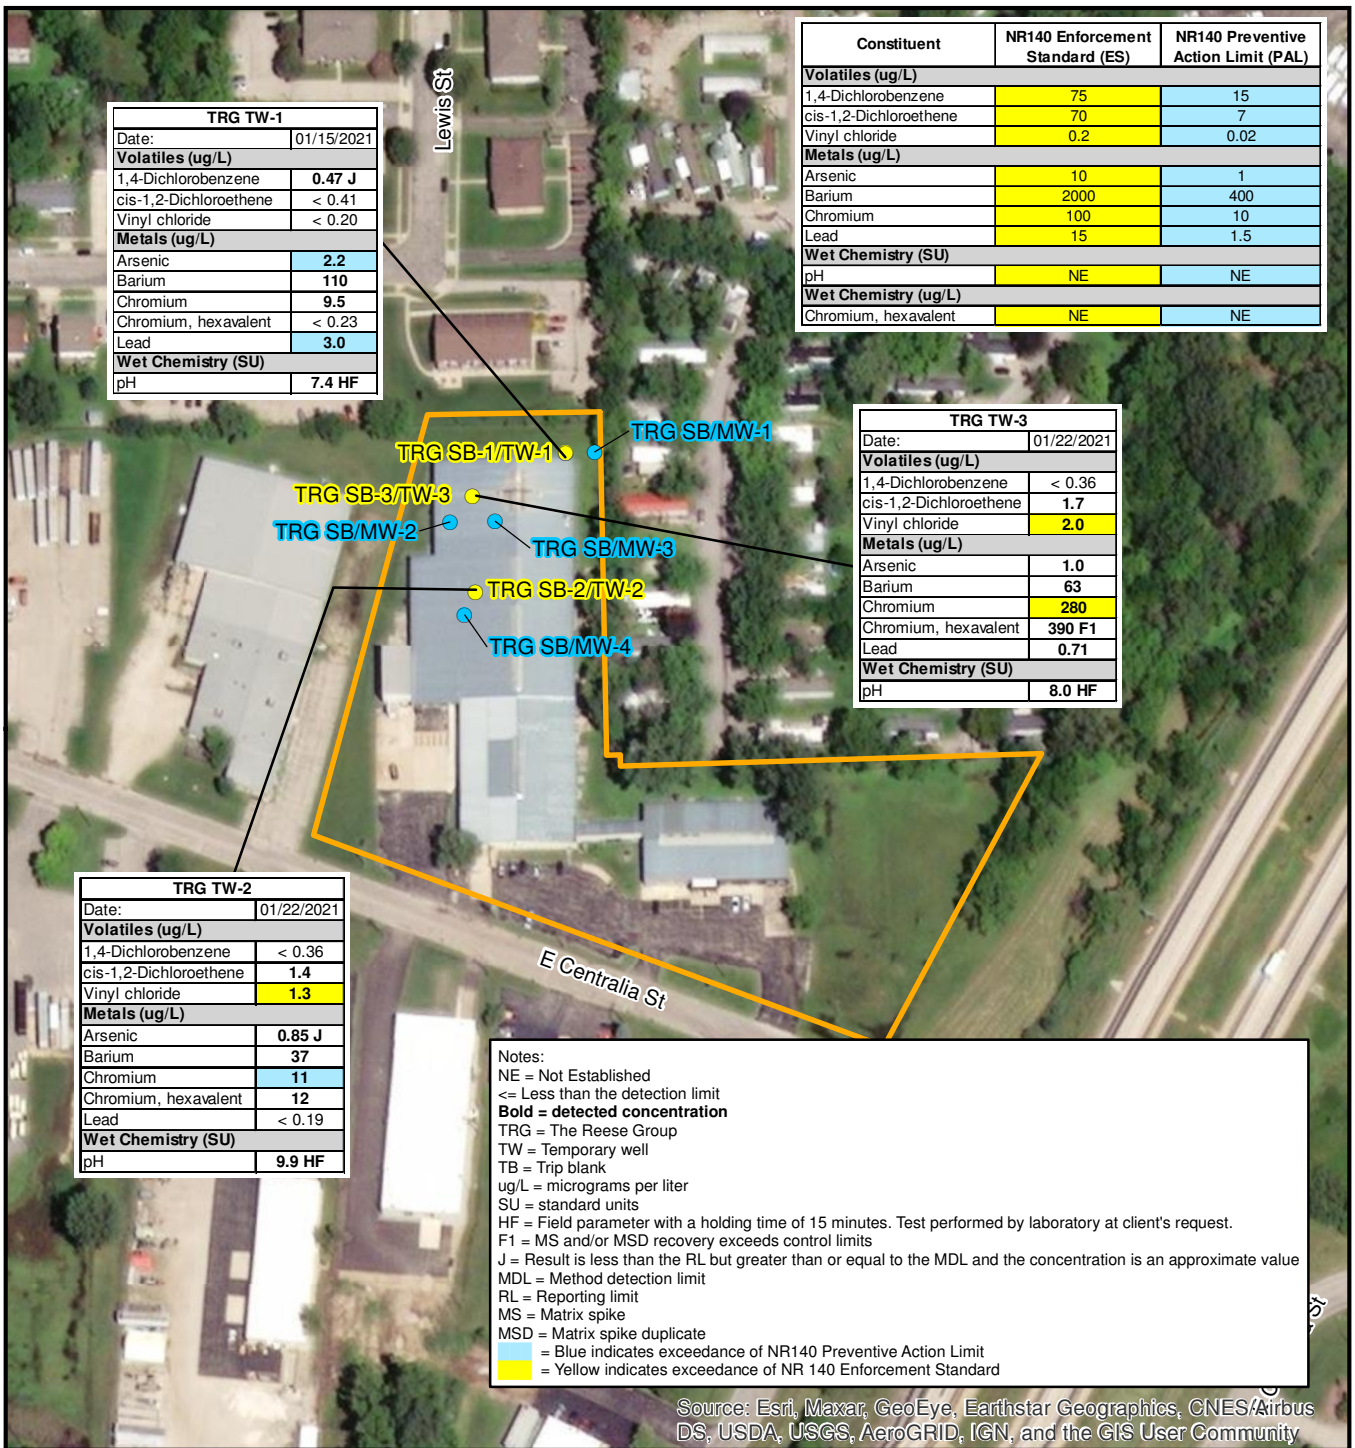 Lewis St
Constituent NR140 Enforcement Standard (ES) NR140 Preventive Action Limit (PAL)
Volatiles (ug/L)
1,4-Dichlorobenzene 75 15
cis-1,2-Dichloroethene 70 7
Vinyl chloride 0.2 0.02
Metals (ug/L)
Arsenic 10 1
Barium 2000 400
Chromium 100 10
Lead 15 1.5
Wet Chemistry (SU)
pH NE NE
Wet Chemistry (ug/L)
Chromium, hexavalent NE NE
TRG TW-1
Date: 01/15/2021
Volatiles (ug/L)
1,4-Dichlorobenzene 0.47 J
cis-1,2-Dichloroethene < 0.41
Vinyl chloride < 0.20
Metals (ug/L)
Arsenic 2.2
Barium 110
Chromium 9.5
Chromium, hexavalent < 0.23
Lead 3.0
Wet Chemistry (SU)
pH 7.4 HF
TRG SB/MW-1
TRG SB-1/TW-1
TRG SB-3/TW-3
TRG SB/MW-2
TRG SB/MW-3
TRG SB-2/TW-2
TRG SB/MW-4
TRG TW-3
Date: 01/22/2021
Volatiles (ug/L)
1,4-Dichlorobenzene < 0.36
cis-1,2-Dichloroethene 1.7
Vinyl chloride 2.0
Metals (ug/L)
Arsenic 1.0
Barium 63
Chromium 280
Chromium, hexavalent 390 F1
Lead 0.71
Wet Chemistry (SU)
pH 8.0 HF
TRG TW-2
Date: 01/22/2021
Volatiles (ug/L)
1,4-Dichlorobenzene < 0.36
cis-1,2-Dichloroethene 1.4
Vinyl chloride 1.3
Metals (ug/L)
Arsenic 0.85 J
Barium 37
Chromium 11
Chromium, hexavalent 12
Lead < 0.19
Wet Chemistry (SU)
pH 9.9 HF
E Centralia St
Notes:
NE = Not Established
<= Less than the detection limit
Bold = detected concentration
TRG = The Reese Group
TW = Temporary well
TB = Trip blank
ug/L = micrograms per liter
SU = standard units
HF = Field parameter with a holding time of 15 minutes. Test performed by laboratory at client's request.
F1 = MS and/or MSD recovery exceeds control limits
J = Result is less than the RL but greater than or equal to the MDL and the concentration is an approximate value
MDL = Method detection limit
RL = Reporting limit
MS = Matrix spike
MSD = Matrix spike duplicate
= Blue indicates exceedance of NR140 Preventive Action Limit
= Yellow indicates exceedance of NR 140 Enforcement Standard
St
Source: Esri, Maxar, GeoEye, Earthstar Geographics, CNES/Airbus
DS, USDA, USGS, AeroGRID, IGN, and the GIS User Community